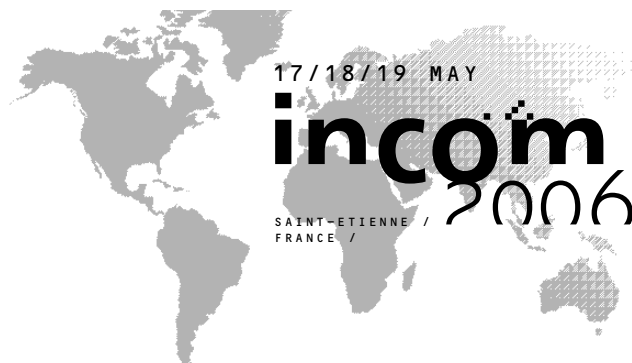 17/18/19 MAY
incom
2006
SAINT-ETIENNE /
FRANCE /